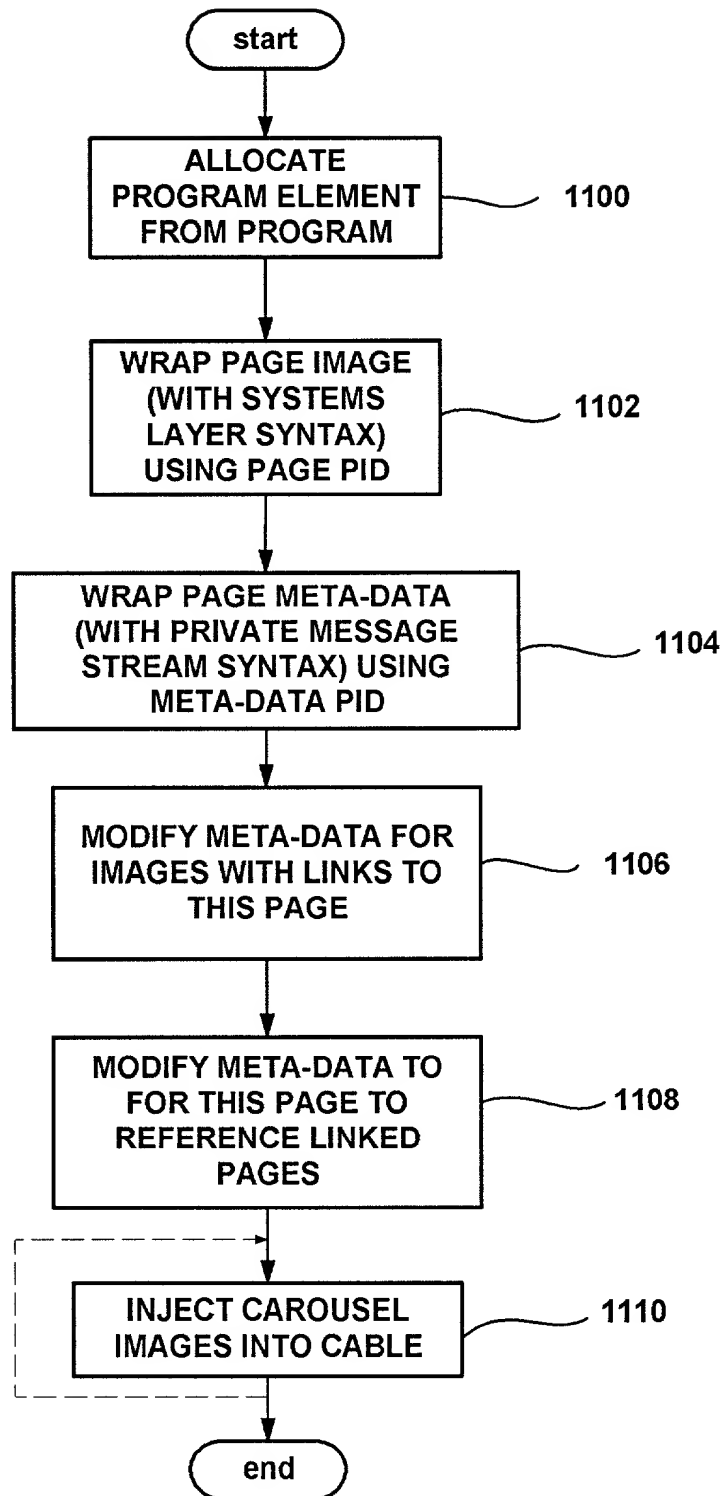 start
ALLOCATE
PROGRAM ELEMENT
FROM PROGRAM
1100
WRAP PAGE IMAGE
(WITH SYSTEMS
LAYER SYNTAX)
USING PAGE PID
1102
WRAP PAGE META-DATA
(WITH PRIVATE MESSAGE
STREAM SYNTAX) USING
META-DATA PID
1104
MODIFY META-DATA FOR
IMAGES WITH LINKS TO
THIS PAGE
1106
MODIFY META-DATA TO
FOR THIS PAGE TO
REFERENCE LINKED
PAGES
1108
INJECT CAROUSEL
IMAGES INTO CABLE
1110
end